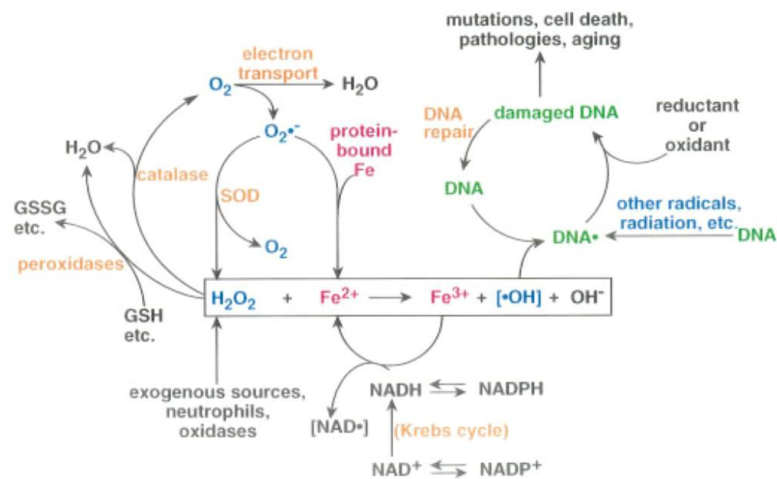 mutations, cell death,
pathologies, aging
electron
transport
O₂
H₂O
DNA
repair
damaged DNA
reductant
or
oxidant
O₂•⁻
protein-
bound
Fe
H₂O
catalase
SOD
DNA
other radicals,
radiation, etc.
GSSG
etc.
O₂
DNA•
DNA
peroxidases
H₂O₂ + Fe²⁺ → Fe³⁺ + [•OH] + OH⁻
GSH
etc.
exogenous sources,
neutrophils,
oxidases
NADH ⇌ NADPH
[NAD•]
(Krebs cycle)
NAD⁺ ⇌ NADP⁺